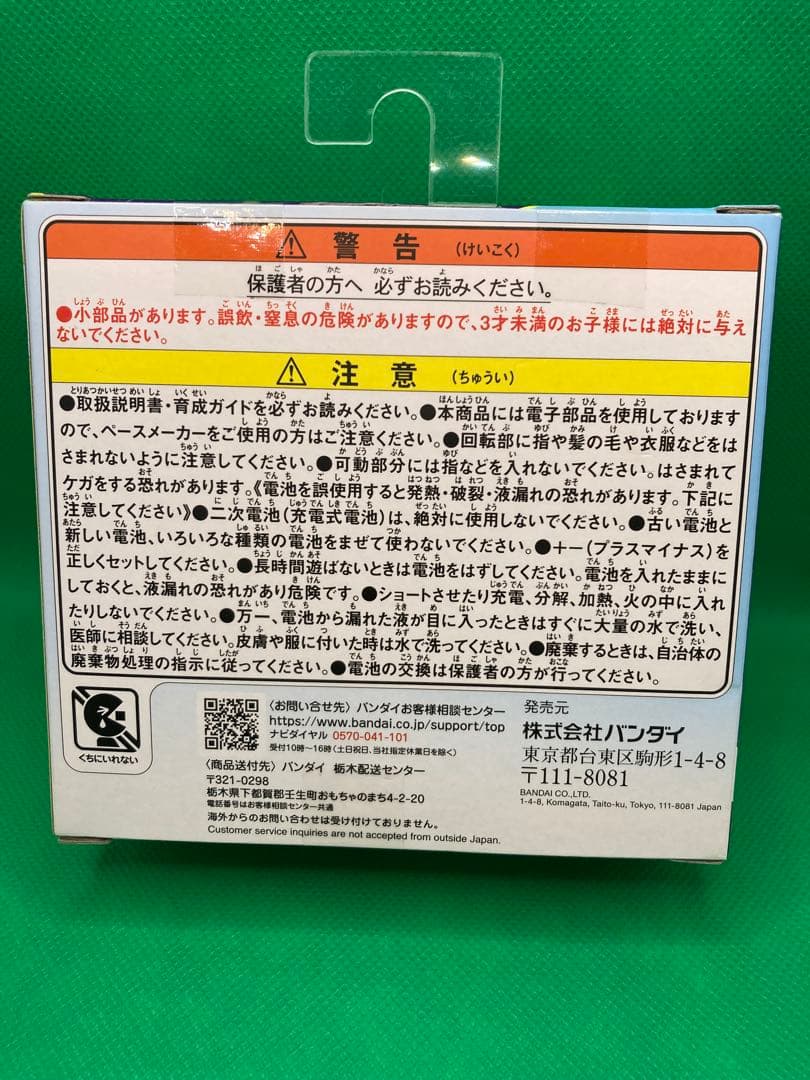 警告 (けいこく)
保護者の方へ 必ずお読みください。
●小部品があります。誤飲・窒息の危険がありますので、3才未満のお子様には絶対に与え
ないでください。
注意 (ちゅうい)
●取扱説明書・育成ガイドを必ずお読みください。●本商品には電子部品を使用しております
ので、ペースメーカーをご使用の方はご注意ください。●回転部に指や髪の毛や衣服などをは
さまれないように注意してください。●可動部分には指などを入れないでください。はさまれて
ケガをする恐れがあります。《電池を誤使用すると発熱・破裂・液漏れの恐れがあります。下記に
注意してください》●二次電池(充電式電池)は、絶対に使用しないでください。●古い電池と
新しい電池、いろいろな種類の電池をまぜて使わないでください。●+-(プラスマイナス)を
正しくセットしてください。●長時間遊ばないときは電池をはずしてください。電池を入れたままに
しておくと、液漏れの恐れがあり危険です。●ショートさせたり充電、分解、加熱、火の中に入れ
たりしないでください。●万一、電池から漏れた液が目に入ったときはすぐに大量の水で洗い、
医師に相談してください。皮膚や服に付いた時は水で洗ってください。●廃棄するときは、自治体の
廃棄物処理の指示に従ってください。●電池の交換は保護者の方が行ってください。
くちにいれない
〈お問い合せ先〉バンダイお客様相談センター
https://www.bandai.co.jp/support/top
ナビダイヤル 0570-041-101
受付10時〜16時(土日祝日、当社指定休業日を除く)
〈商品送付先〉バンダイ 栃木配送センター
〒321-0298
栃木県下都賀郡壬生町おもちゃのまち4-2-20
電話番号はお客様相談センター共通
海外からのお問い合わせは受け付けておりません。
Customer service inquiries are not accepted from outside Japan.
発売元
株式会社バンダイ
東京都台東区駒形1-4-8
〒111-8081
BANDAI CO.,LTD.
1-4-8, Komagata, Taito-ku, Tokyo, 111-8081 Japan